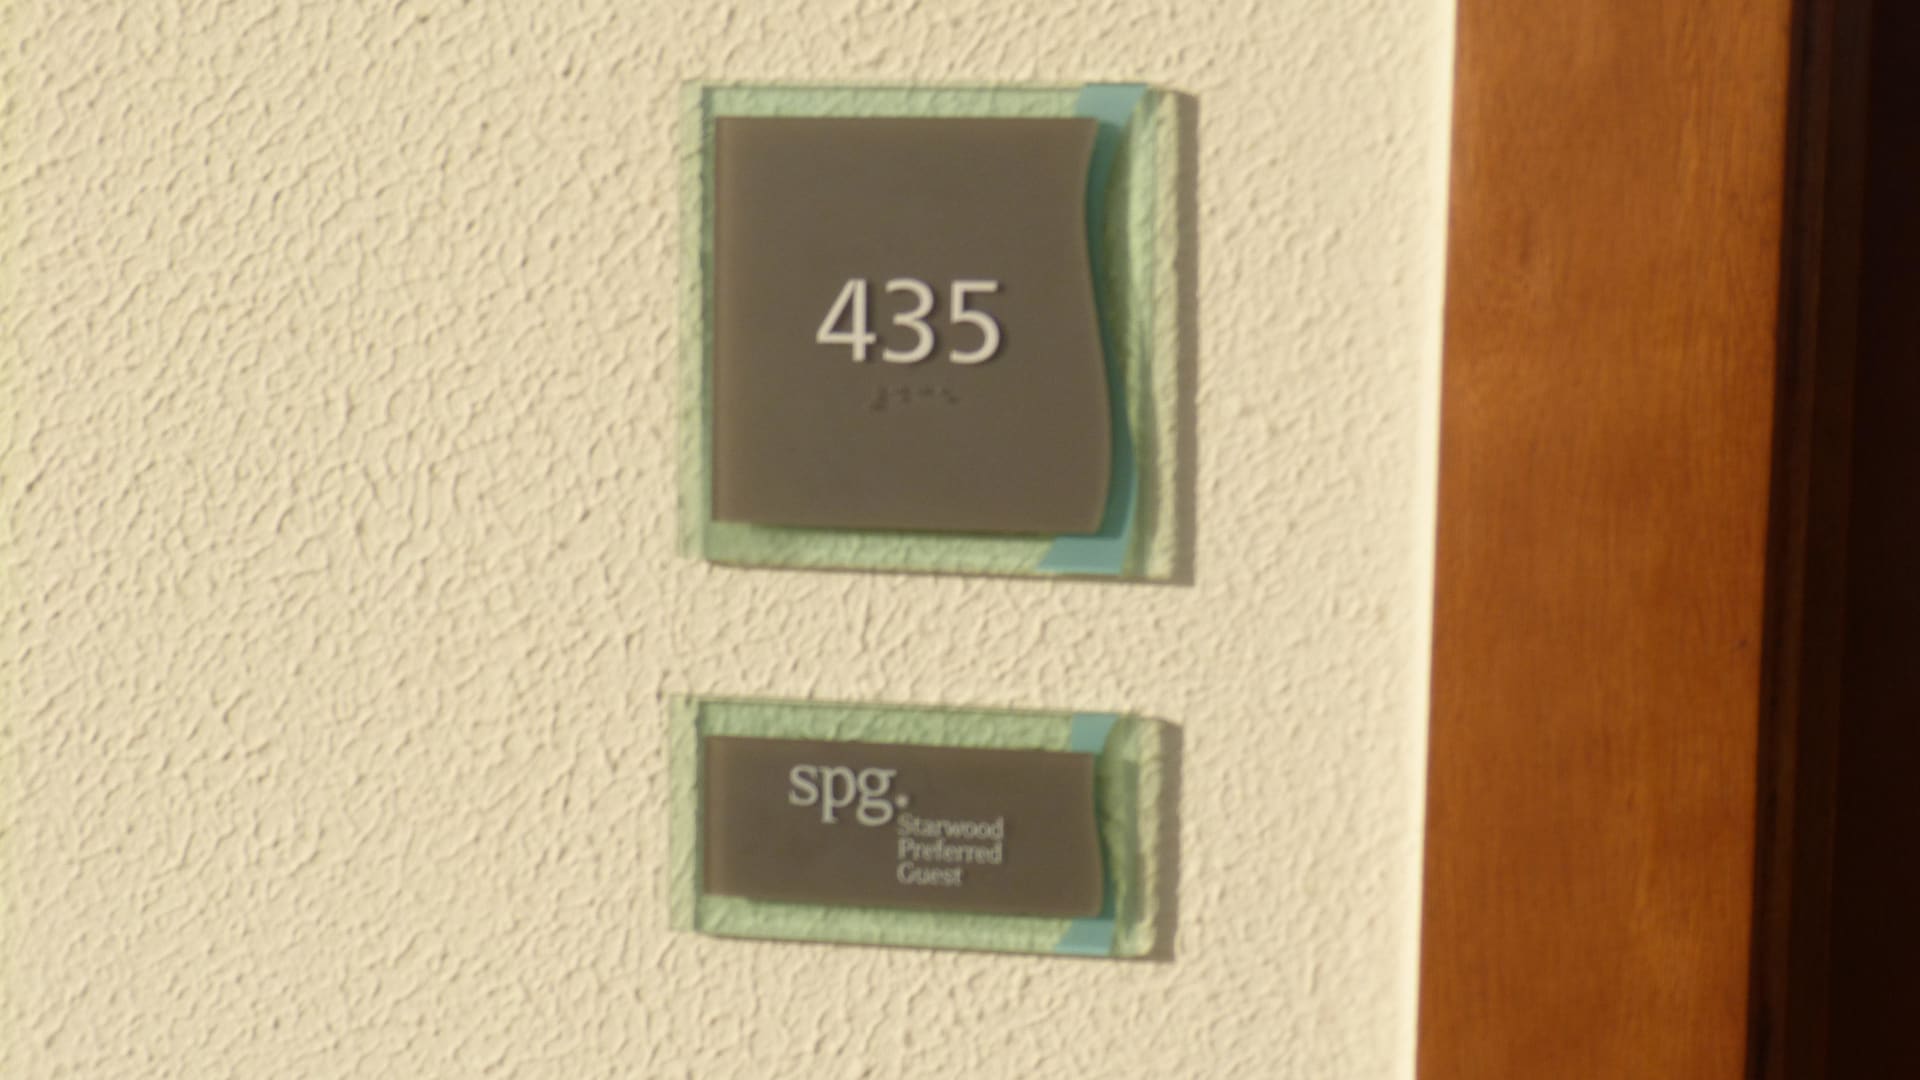 435
spg.
Starwood
Preferred
Guest